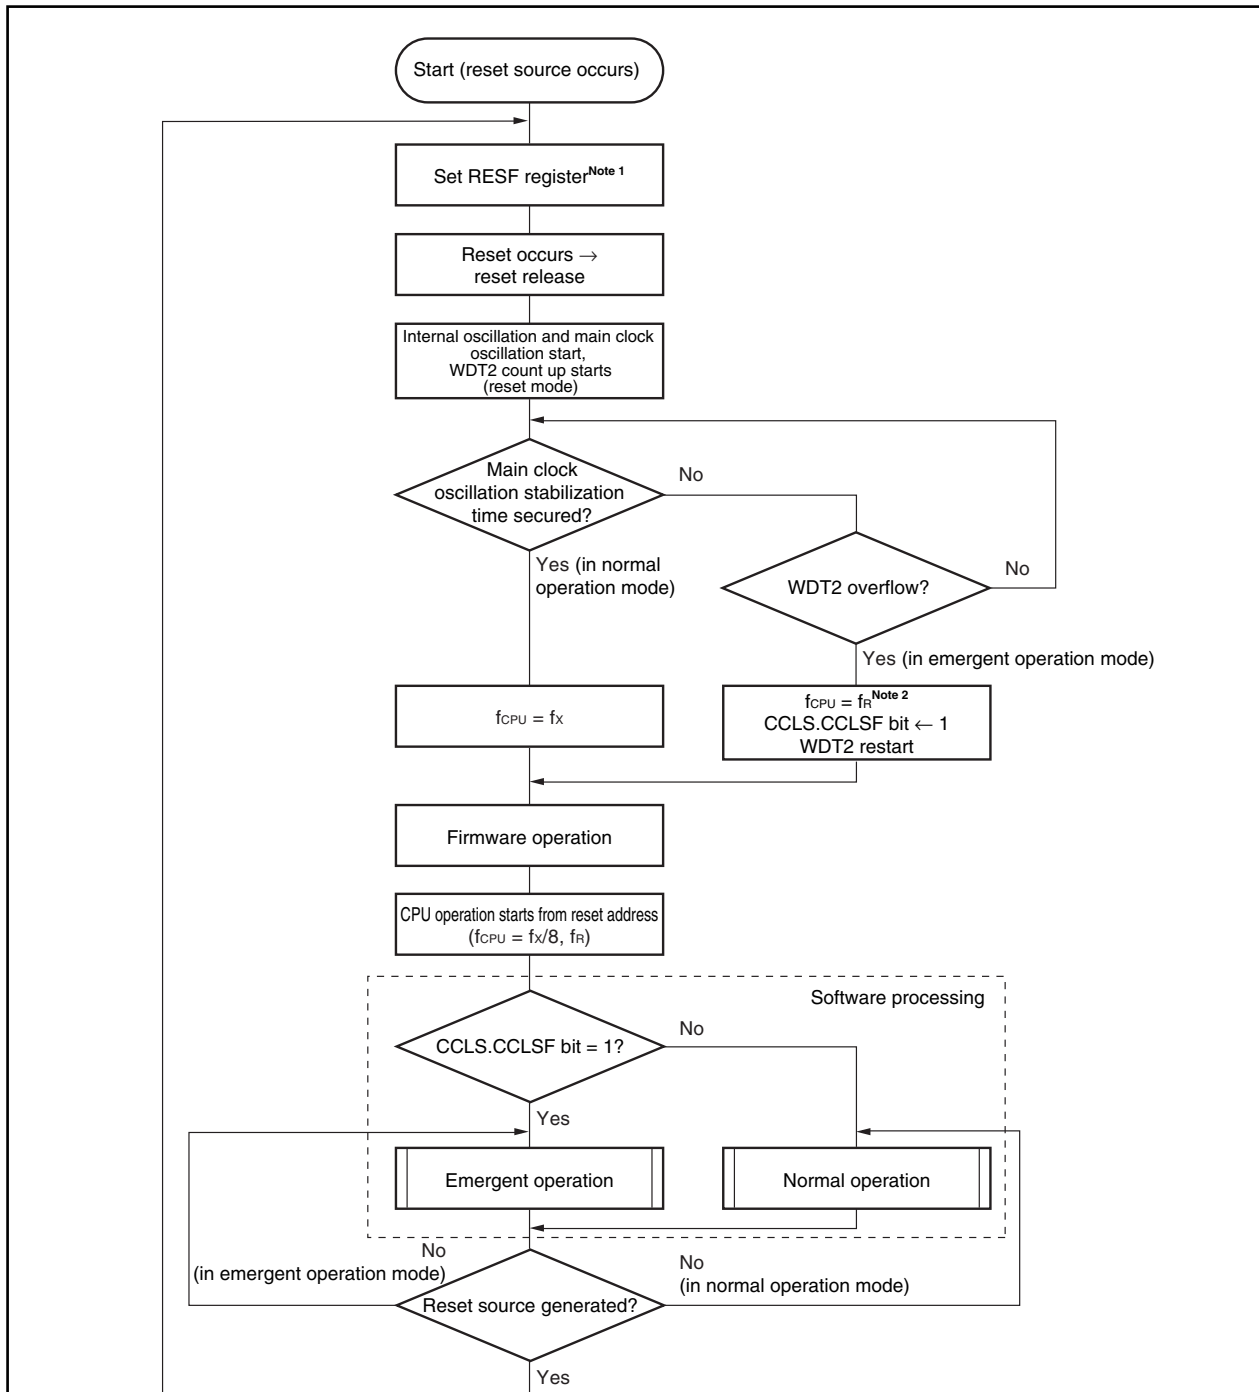 Start (reset source occurs)
Set RESF registerNote 1
Reset occurs →
reset release
Internal oscillation and main clock
oscillation start,
WDT2 count up starts
(reset mode)
Main clock
oscillation stabilization
time secured?
No
Yes (in normal
operation mode)
WDT2 overflow?
No
Yes (in emergent operation mode)
fCPU = fX
fCPU = fRNote 2
CCLS.CCLSF bit ← 1
WDT2 restart
Firmware operation
CPU operation starts from reset address
(fCPU = fX/8, fR)
Software processing
CCLS.CCLSF bit = 1?
No
Yes
Emergent operation
Normal operation
No
(in emergent operation mode)
No
(in normal operation mode)
Reset source generated?
Yes